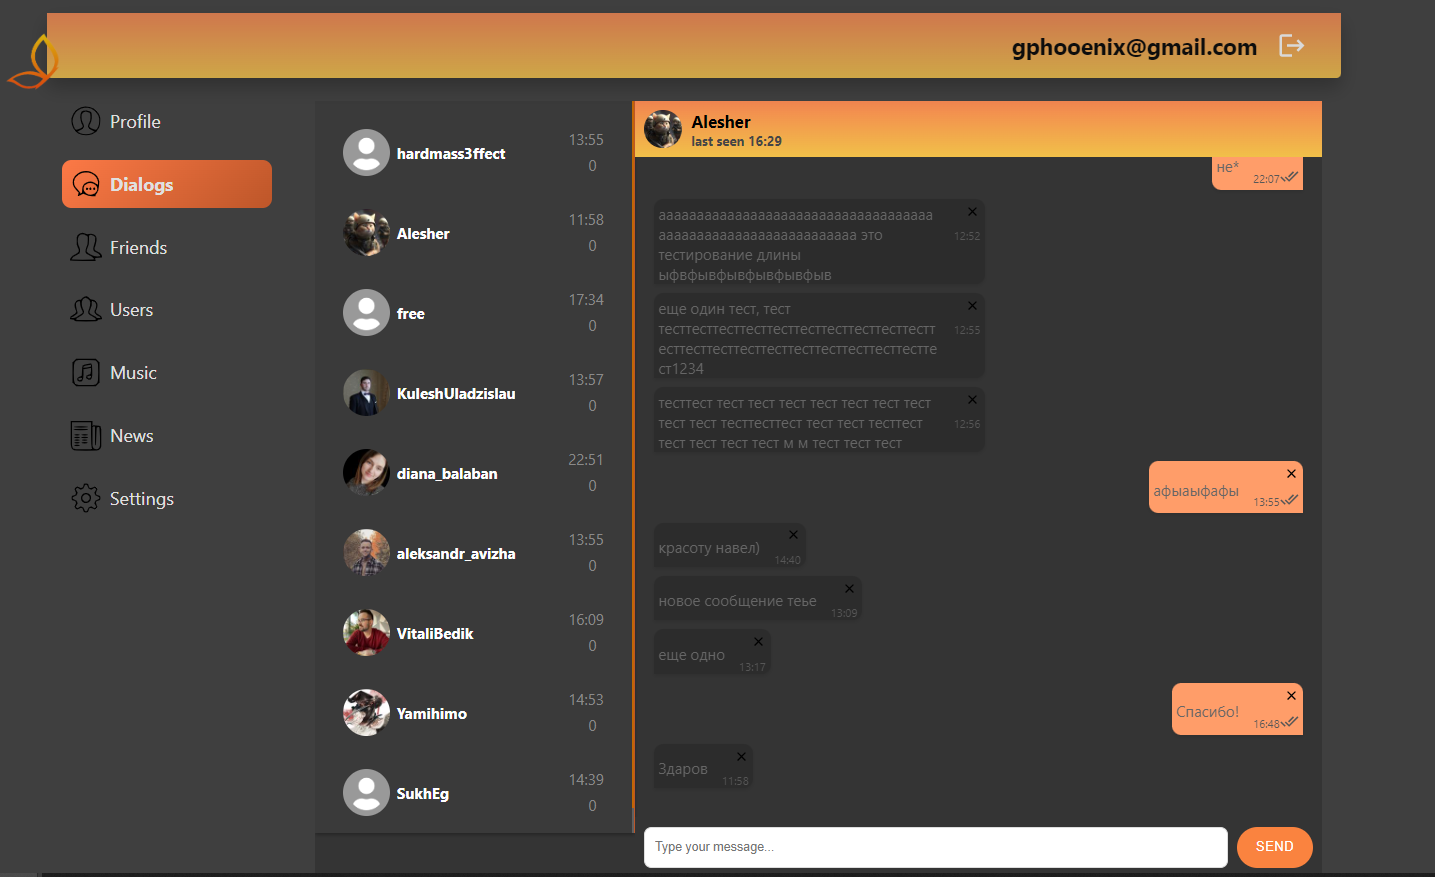 gphooenix@gmail.com
Profile
Dialogs
Friends
Users
Music
News
Settings
hardmass3ffect
13:55
0
Alesher
11:58
0
free
17:34
0
KuleshUladzislau
13:57
0
diana_balaban
22:51
0
aleksandr_avizha
13:55
0
VitaliBedik
16:09
0
Yamihimo
14:53
0
SukhEg
14:39
0
Alesher
last seen 16:29
не*
22:07
аааааааааааааааааааааааааааааааааааа
аааааааааааааааааааааааааа это
тестирование длины
ыфвфывфывфывфывфыв
12:52
еще один тест, тест
тесттесттесттесттесттесттесттесттесттестт
есттесттесттесттесттесттесттесттесттестте
ст1234
12:55
тесттест тест тест тест тест тест тест тест
тест тест тесттесттест тест тест тесттест
тест тест тест тест м м тест тест тест
12:56
афыаыфафы
13:55
красоту навел)
14:40
новое сообщение теье
13:09
еще одно
13:17
Спасибо!
16:48
Здаров
11:58
Type your message...
SEND